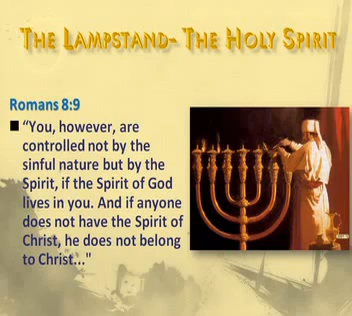 The Lampstand- The Holy Spirit
Romans 8:9
“You, however, are
controlled not by the
sinful nature but by the
Spirit, if the Spirit of God
lives in you. And if anyone
does not have the Spirit of
Christ, he does not belong
to Christ..."